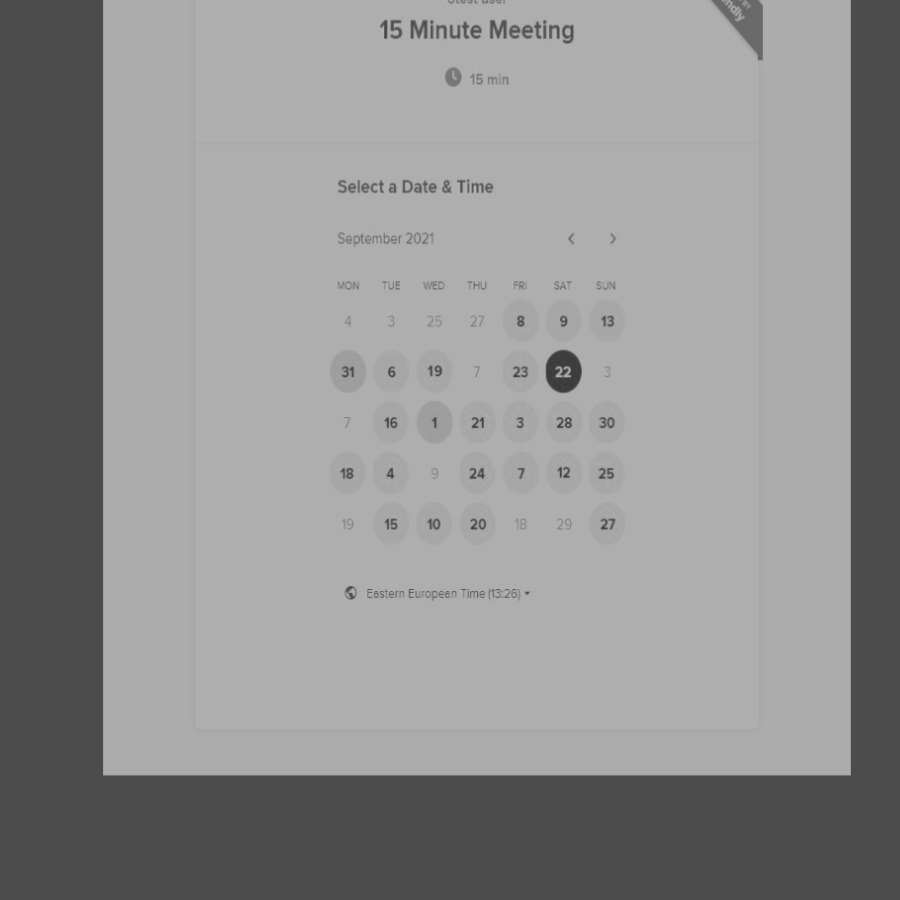 15 Minute Meeting
15 min
Select a Date & Time
September 2021
MON TUE WED THU FRI SAT SUN
4 3 25 27 8 9 13
31 6 19 7 23 22 3
7 16 1 21 3 28 30
18 4 9 24 7 12 25
19 15 10 20 18 29 27
Eastern European Time (13:26)